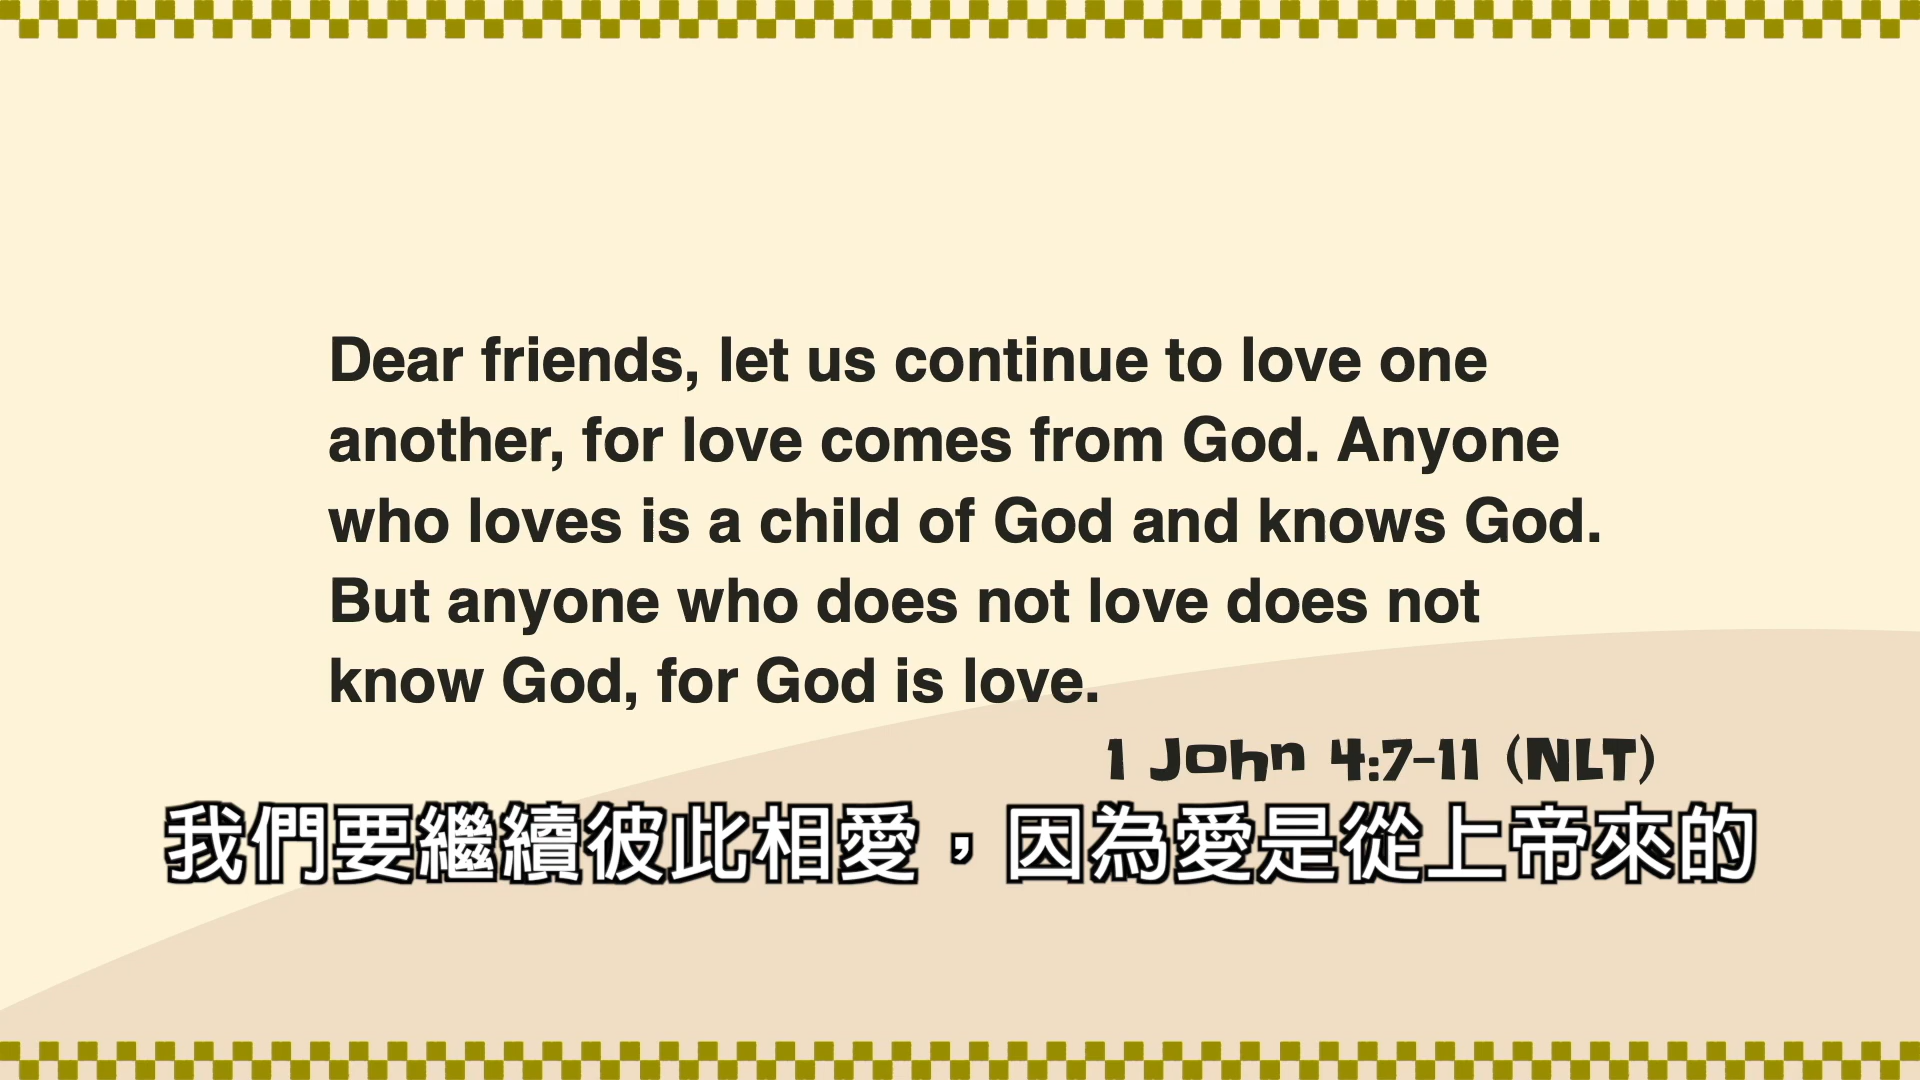 Dear friends, let us continue to love one
another, for love comes from God. Anyone
who loves is a child of God and knows God.
But anyone who does not love does not
know God, for God is love.
1 John 4:7-11 (NLT)
我們要繼續彼此相愛，因為愛是從上帝來的